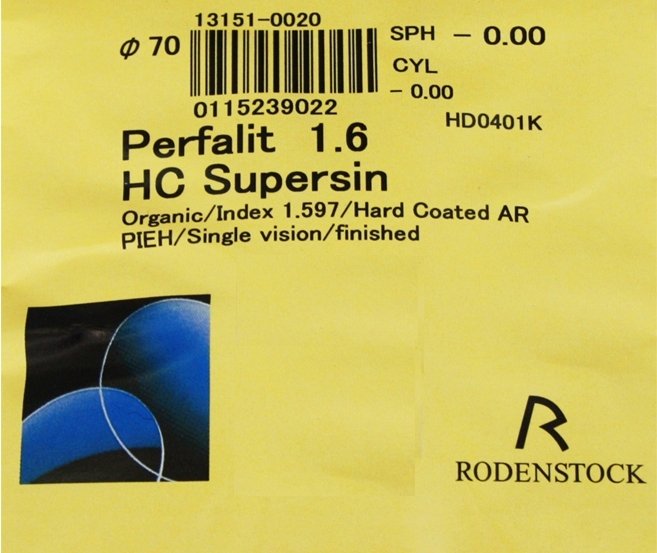 13151-0020
Φ 70
SPH - 0.00
CYL
- 0.00
0115239022
HD0401K
Perfalit 1.6
HC Supersin
Organic/Index 1.597/Hard Coated AR
PIEH/Single vision/finished
R
RODENSTOCK